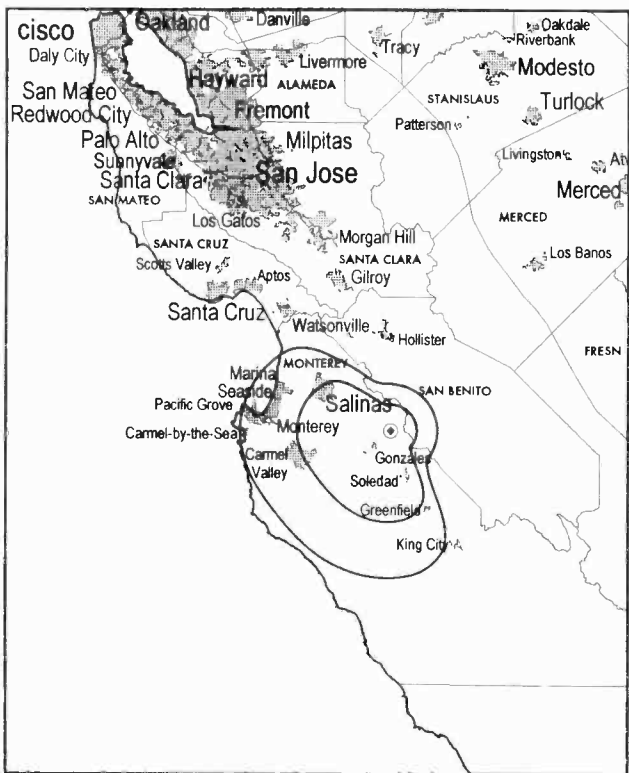 cisco
Oakland
Danville
Oakdale
Riverbank
Daly City
Tracy
Livermore
Modesto
Hayward
ALAMEDA
San Mateo
STANISLAUS
Redwood City
Fremont
Turlock
Patterson
Palo Alto
Milpitas
Sunnyvale
Livingston
San Jose
Santa Clara
Merced
SAN MATEO
Los Gatos
MERCED
Morgan Hill
SANTA CRUZ
SANTA CLARA
Los Banos
Scotts Valley
Aptos
Gilroy
Santa Cruz
Watsonville
Hollister
FRESN
MONTEREY
Marina
SAN BENITO
Seaside
Pacific Grove
Salinas
Monterey
Carmel-by-the-Sea
Carmel
Valley
Gonzales
Soledad
Greenfield
King City